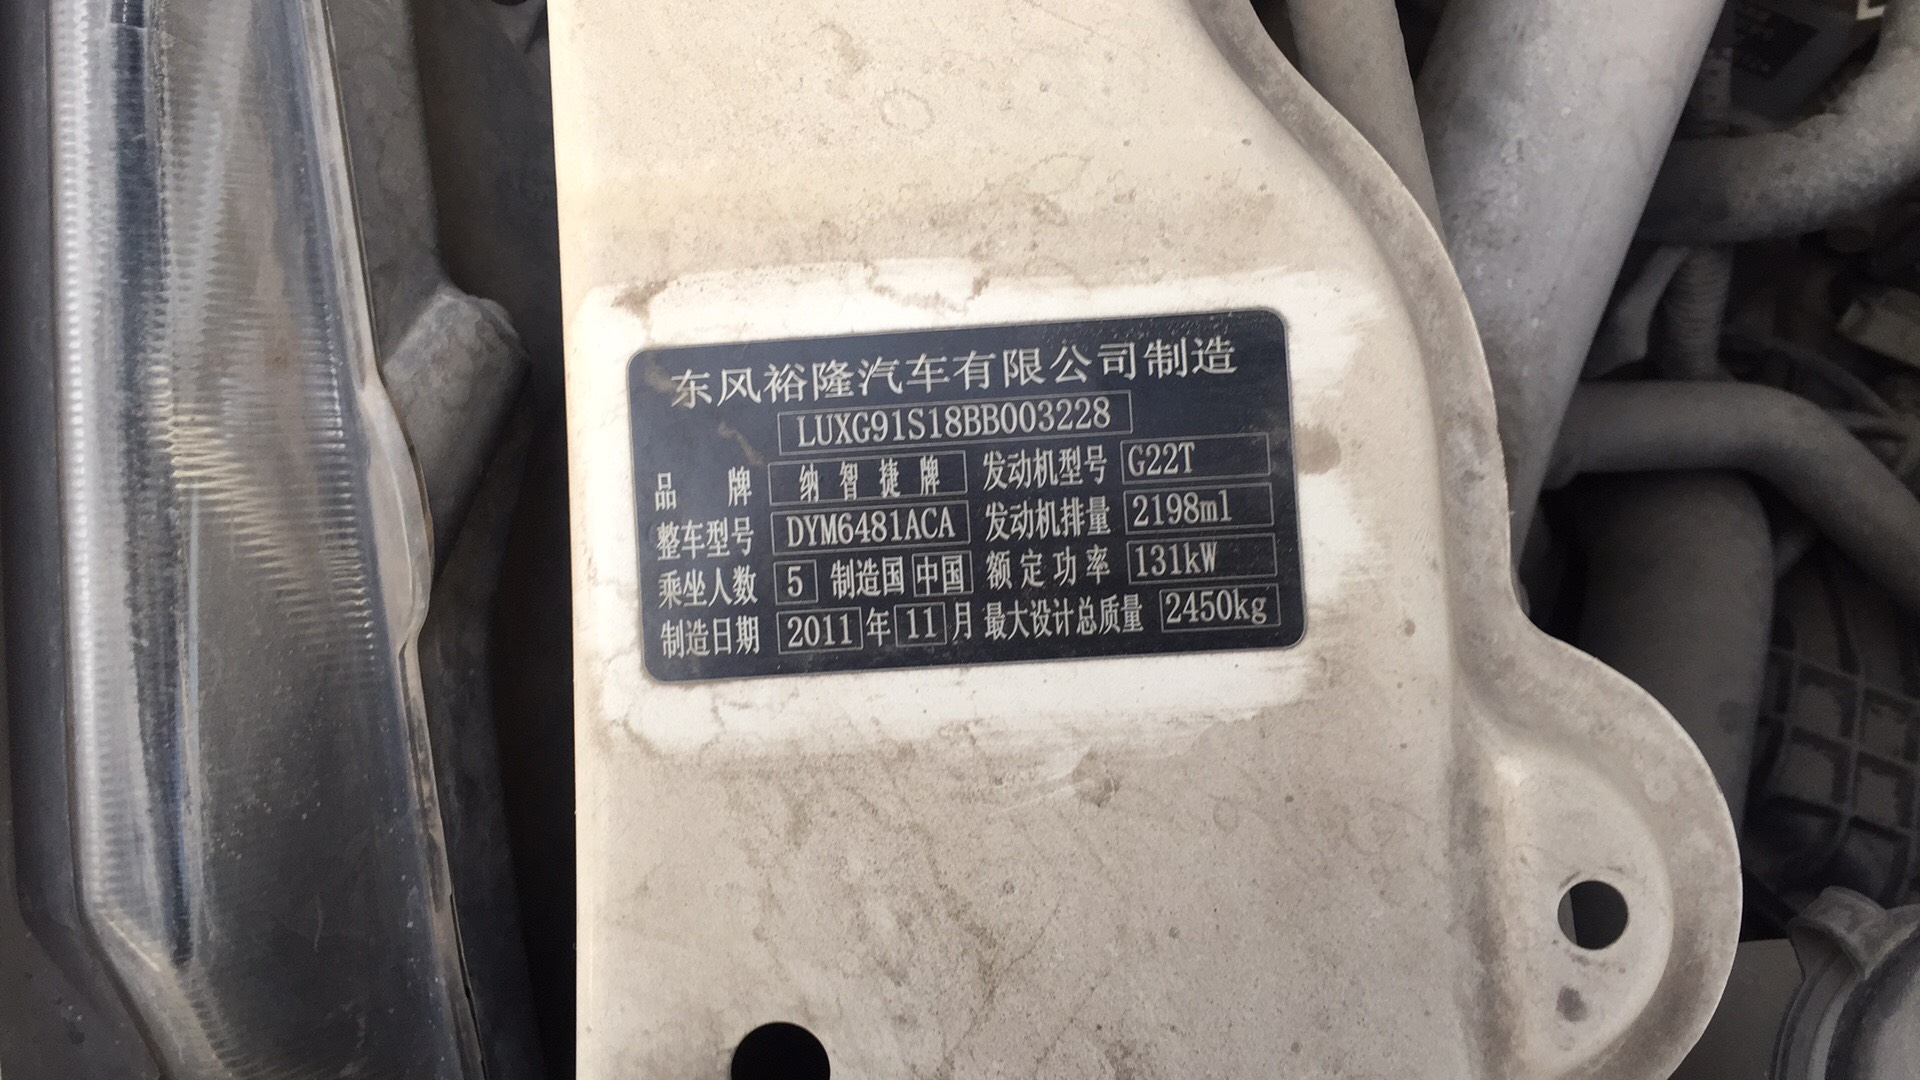 东风裕隆汽车有限公司制造
LUXG91S18BB003228
品牌 纳智捷牌 发动机型号 G22T
整车型号 DYM6481ACA 发动机排量 2198ml
乘坐人数 5 制造国 中国 额定功率 131kW
制造日期 2011 年 11 月 最大设计总质量 2450kg